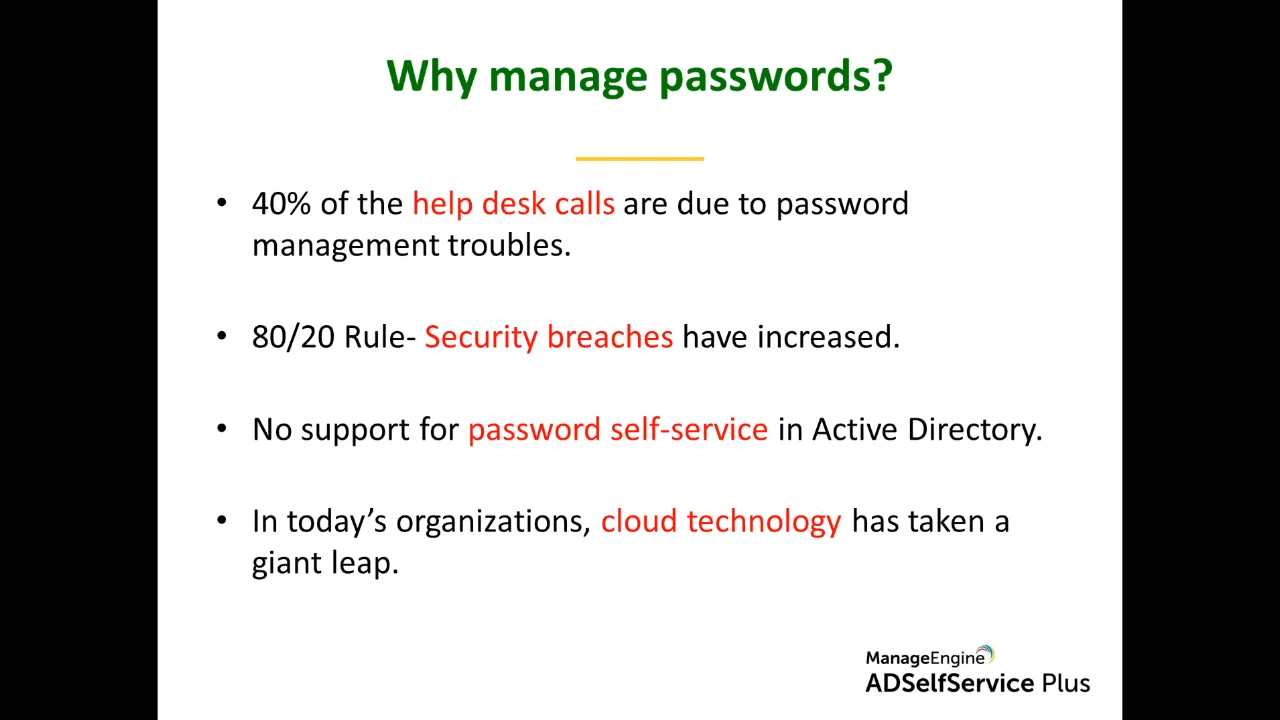 Why manage passwords?
• 40% of the help desk calls are due to password
management troubles.
• 80/20 Rule- Security breaches have increased.
• No support for password self-service in Active Directory.
• In today’s organizations, cloud technology has taken a
giant leap.
ManageEngine
ADSelfService Plus